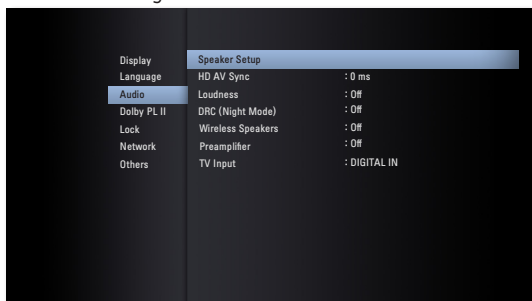 Display
Language
Audio
Dolby PL II
Lock
Network
Others
Speaker Setup
HD AV Sync : 0 ms
Loudness : Off
DRC (Night Mode) : Off
Wireless Speakers : Off
Preamplifier : Off
TV Input : DIGITAL IN